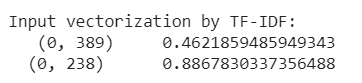 Input vectorization by TF-IDF:
(0, 389) 0.4621859485949343
(0, 238) 0.8867830337356488